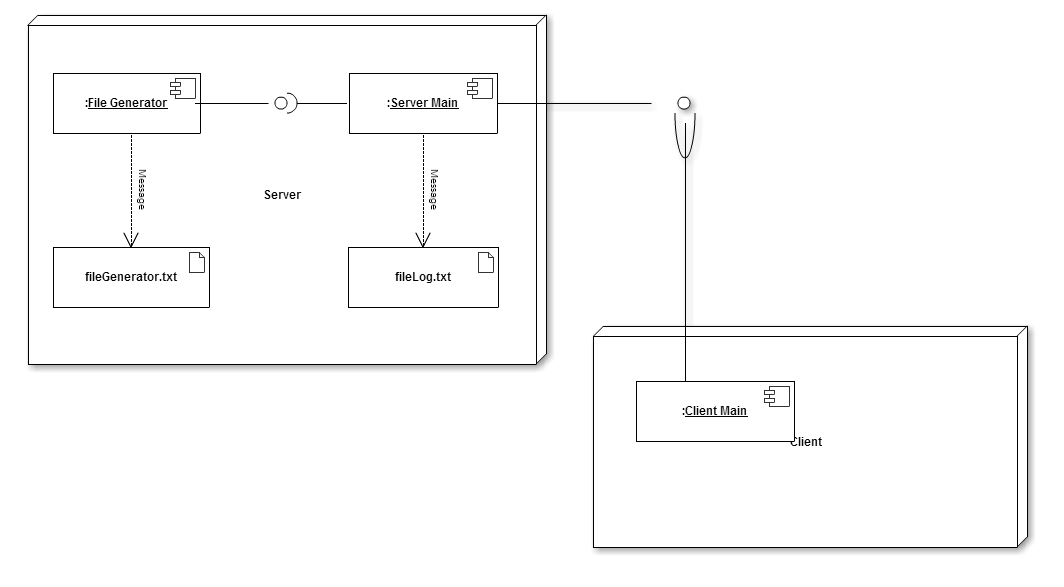 :File Generator
:Server Main
Message
Message
Server
fileGenerator.txt
fileLog.txt
:Client Main
Client